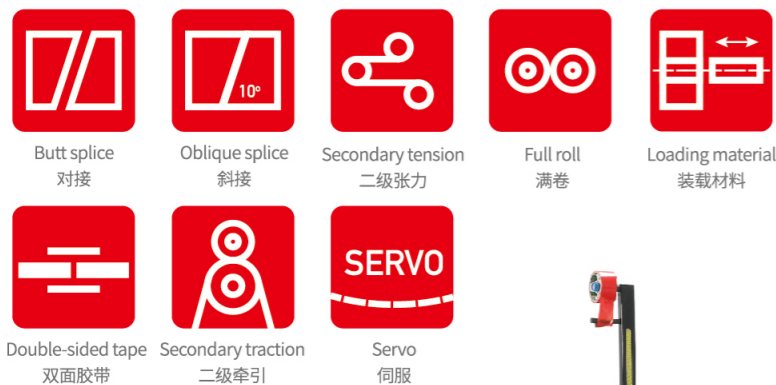 10°
Butt splice
对接
Oblique splice
斜接
Secondary tension
二级张力
Full roll
满卷
Loading material
装载材料
SERVO
Double-sided tape
双面胶带
Secondary traction
二级牵引
Servo
伺服